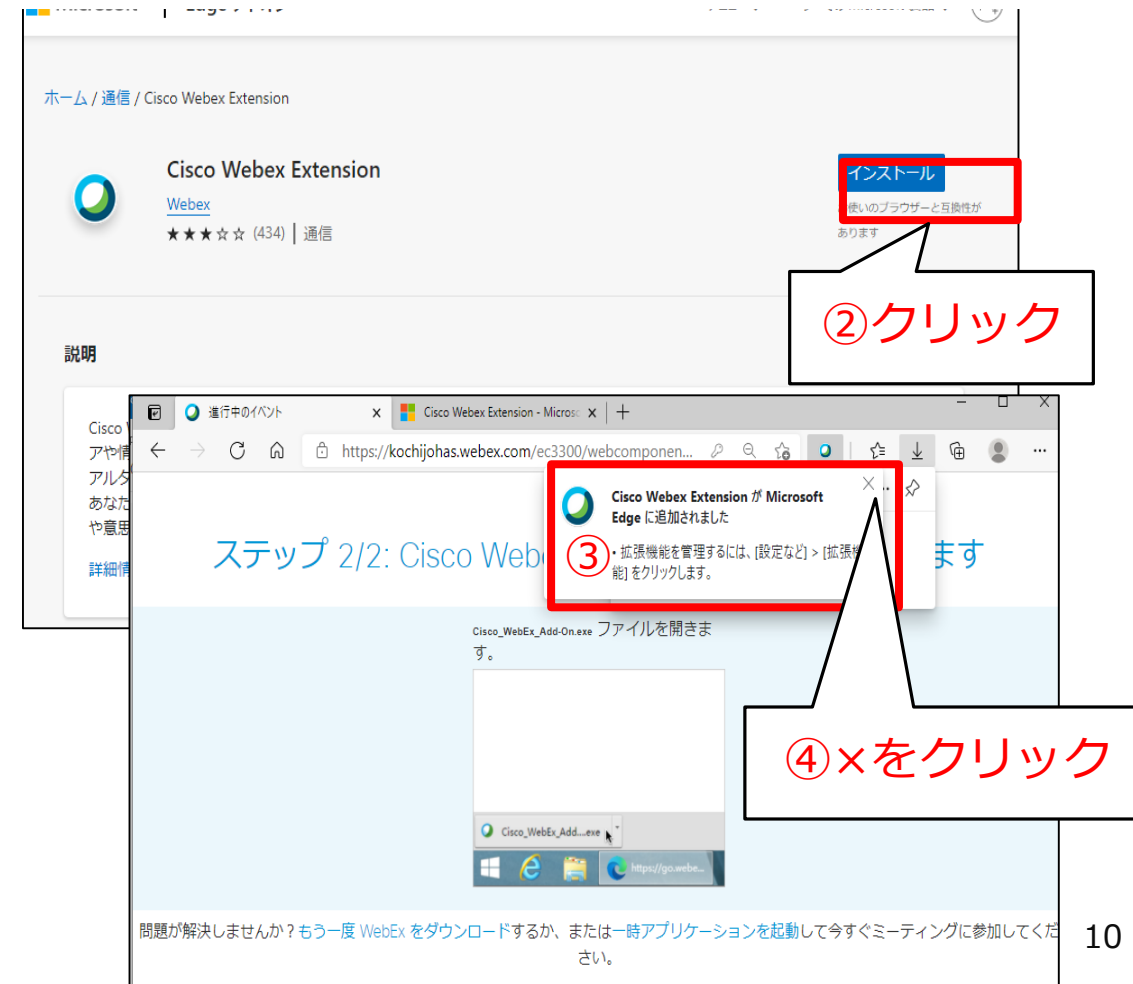 ホーム / 通信 / Cisco Webex Extension
Cisco Webex Extension
インストール
Webex
お使いのブラウザーと互換性が
あります
★★★☆☆ (434) | 通信
②クリック
説明
進行中のイベント
Cisco Webex Extension - Micros
https://kochijohas.webex.com/ec3300/webcomponen...
Cisco
アや情
アルタ
あなた
や意思
詳細情
Cisco Webex Extension が Microsoft
Edge に追加されました
③
• 拡張機能を管理するには、[設定など] > [拡張機
能] をクリックします。
ステップ 2/2: Cisco Web
ます
Cisco_WebEx_Add-On.exe ファイルを開きま
す。
④×をクリック
Cisco_WebEx_Add....exe
https://go.webe...
問題が解決しませんか？もう一度 WebEx をダウンロードするか、または一時アプリケーションを起動して今すぐミーティングに参加してくだ
さい。
10